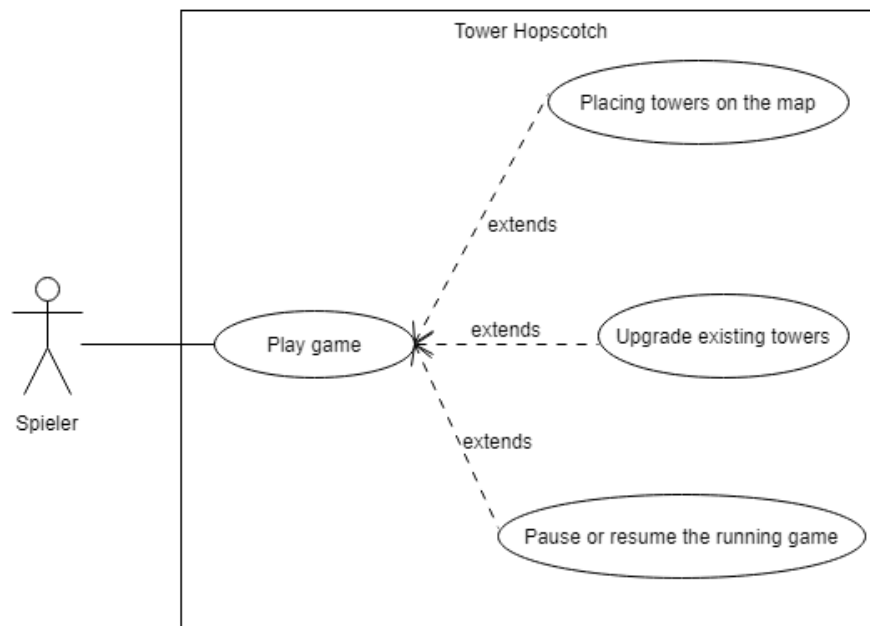 Tower Hopscotch
Placing towers on the map
extends
extends
Upgrade existing towers
Play game
Spieler
extends
Pause or resume the running game